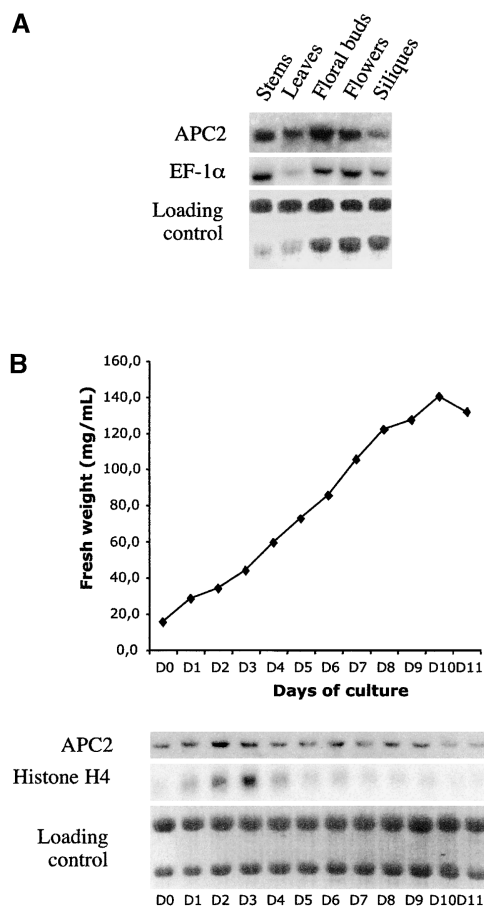 A
Stems Leaves Floral buds Flowers Siliques
APC2
EF-1α
Loading
control
B
160,0
140,0
120,0
100,0
80,0
60,0
40,0
20,0
0,0
Fresh weight (mg/mL)
D0 D1 D2 D3 D4 D5 D6 D7 D8 D9 D10 D11
Days of culture
APC2
Histone H4
Loading
control
D0 D1 D2 D3 D4 D5 D6 D7 D8 D9 D10 D11